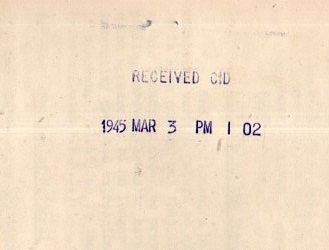 RECEIVED CID
1945 MAR 3 PM 1 02